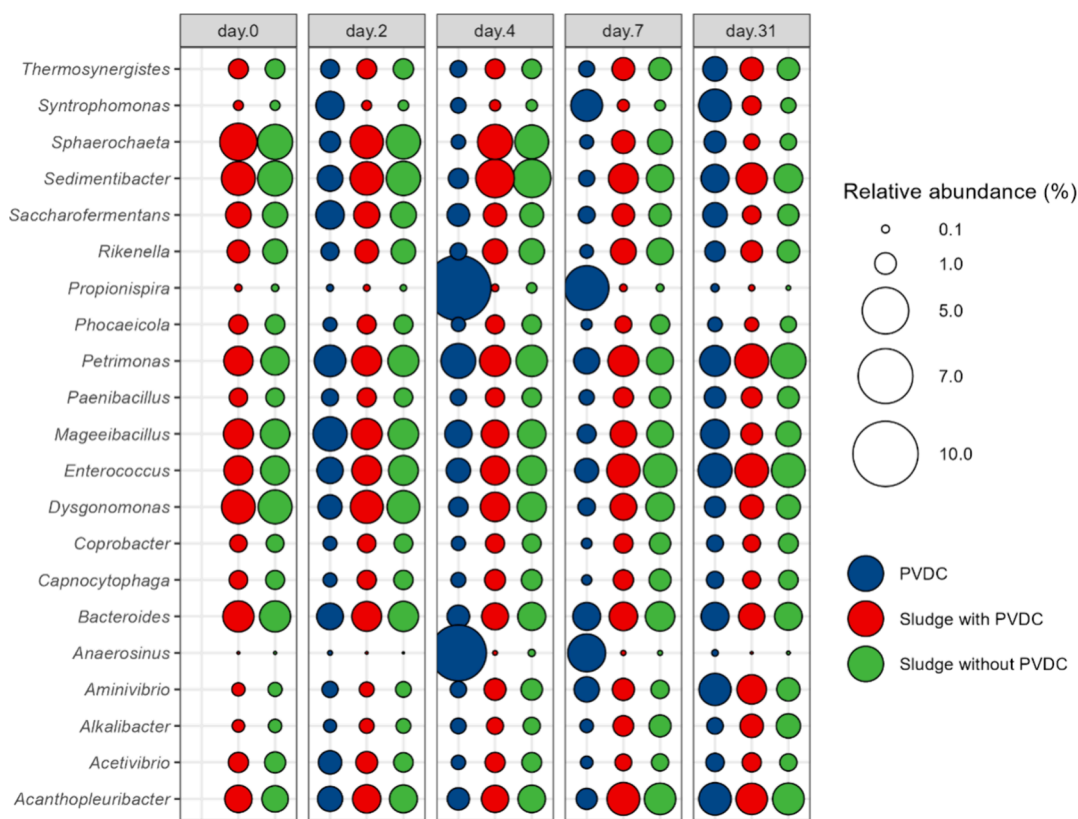 day.0 day.2 day.4 day.7 day.31
Thermosynergistes
Syntrophomonas
Sphaerochaeta
Sedimentibacter
Saccharofermentans
Rikenella
Propionispira
Phocaeicola
Petrimonas
Paenibacillus
Mageeibacillus
Enterococcus
Dysgonomonas
Coprobacter
Capnocytophaga
Bacteroides
Anaerosinus
Aminivibrio
Alkalibacter
Acetivibrio
Acanthopleuribacter
Relative abundance (%)
0.1
1.0
5.0
7.0
10.0
PVDC
Sludge with PVDC
Sludge without PVDC